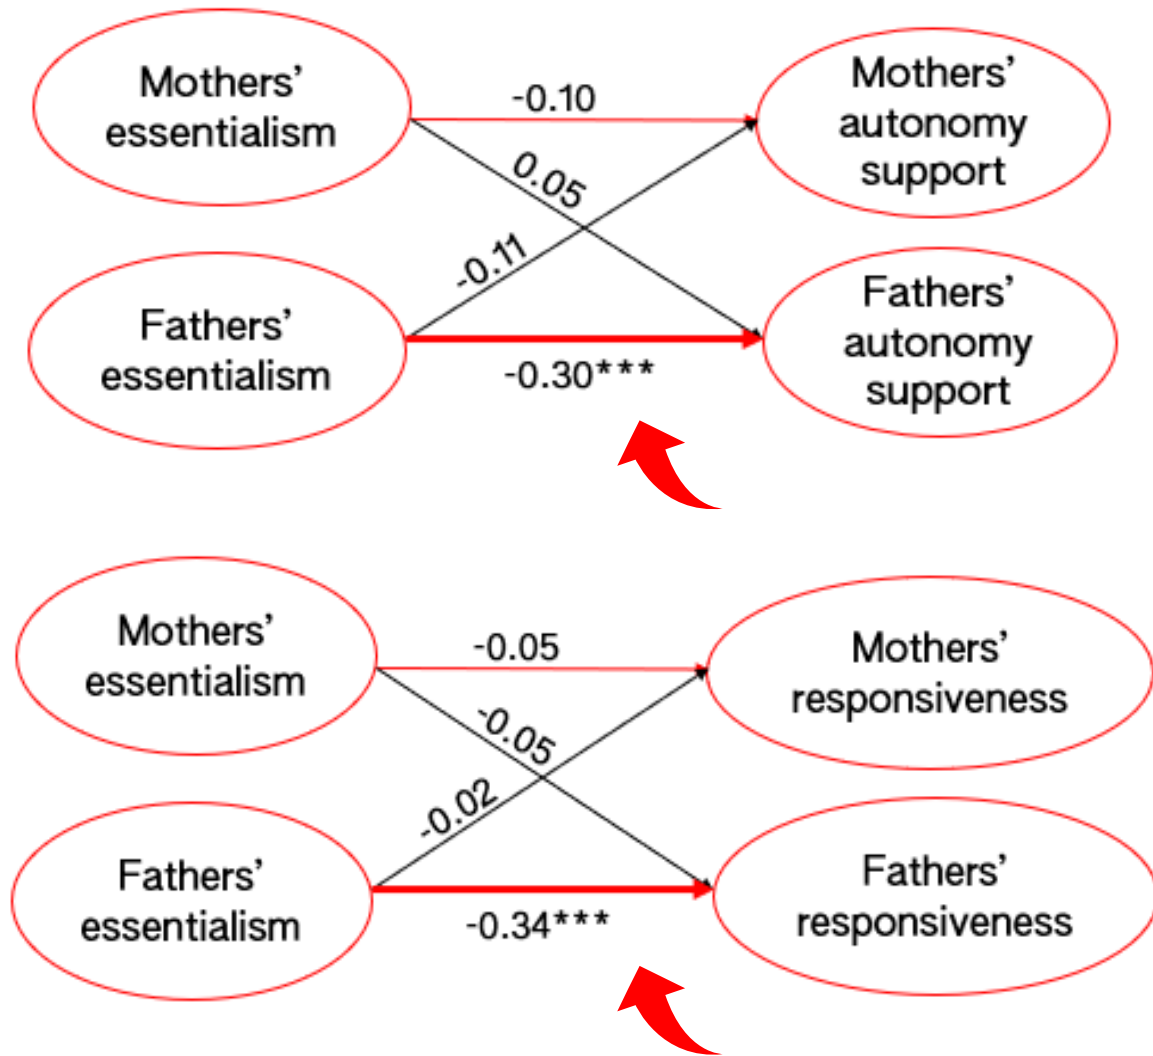 Mothers'
essentialism
-0.10
Mothers'
autonomy
support
0.05
-0.11
Fathers'
essentialism
-0.30***
Fathers'
autonomy
support
Mothers'
essentialism
-0.05
Mothers'
responsiveness
-0.05
-0.02
Fathers'
essentialism
-0.34***
Fathers'
responsiveness